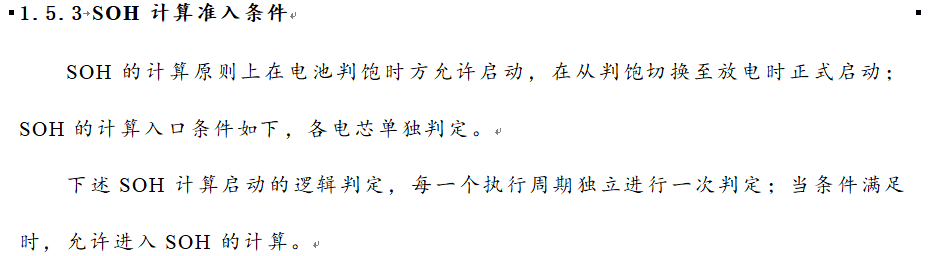 1.5.3 SOH 计算准入条件
SOH 的计算原则上在电池判饱时方允许启动，在从判饱切换至放电时正式启动；
SOH 的计算入口条件如下，各电芯单独判定。
下述 SOH 计算启动的逻辑判定，每一个执行周期独立进行一次判定；当条件满足
时，允许进入 SOH 的计算。